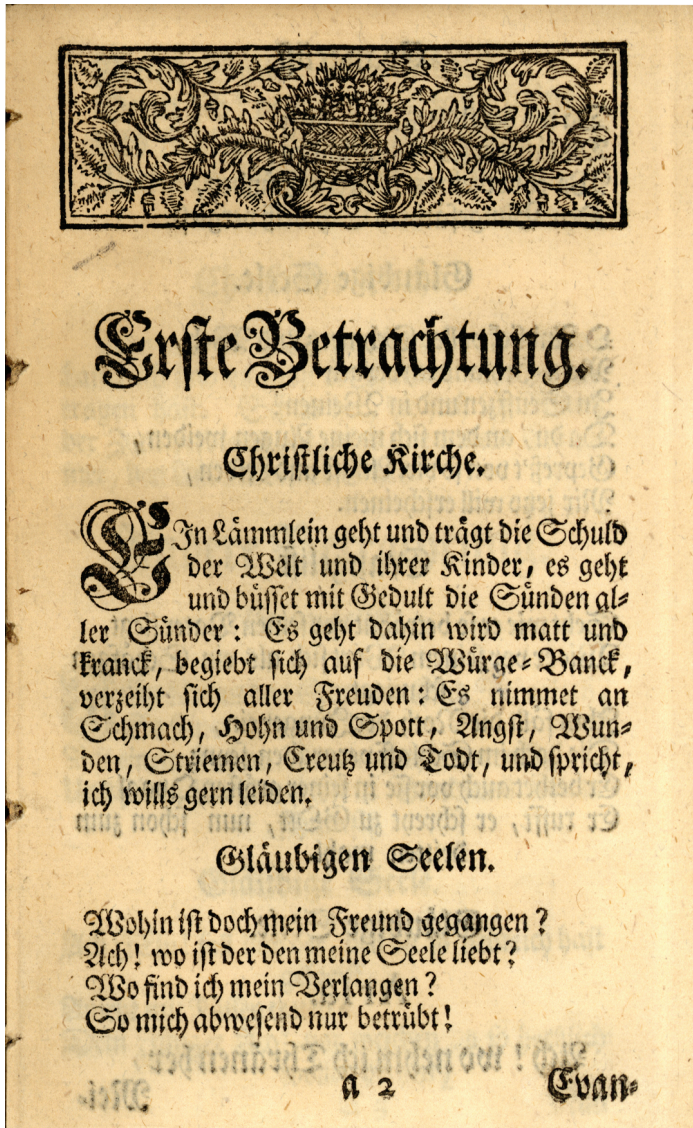 Erste Betrachtung.
Christliche Kirche.
EIn Lämmlein geht und trägt die Schuld
der Welt und ihrer Kinder, es geht
und büsset mit Gedult die Sünden al-
ler Sünder: Es geht dahin wird matt und
kranck, begiebt sich auf die Würge-Banck,
verzeiht sich aller Freuden: Es nimmet an
Schmach, Hohn und Spott, Angst, Wun-
den, Striemen, Creutz und Todt, und spricht,
ich wills gern leiden.
Gläubigen Seelen.
Wohin ist doch mein Freund gegangen?
Ach! wo ist der den meine Seele liebt?
Wo find ich mein Verlangen?
So mich abwesend nur betrübt!
a 2 Evan-